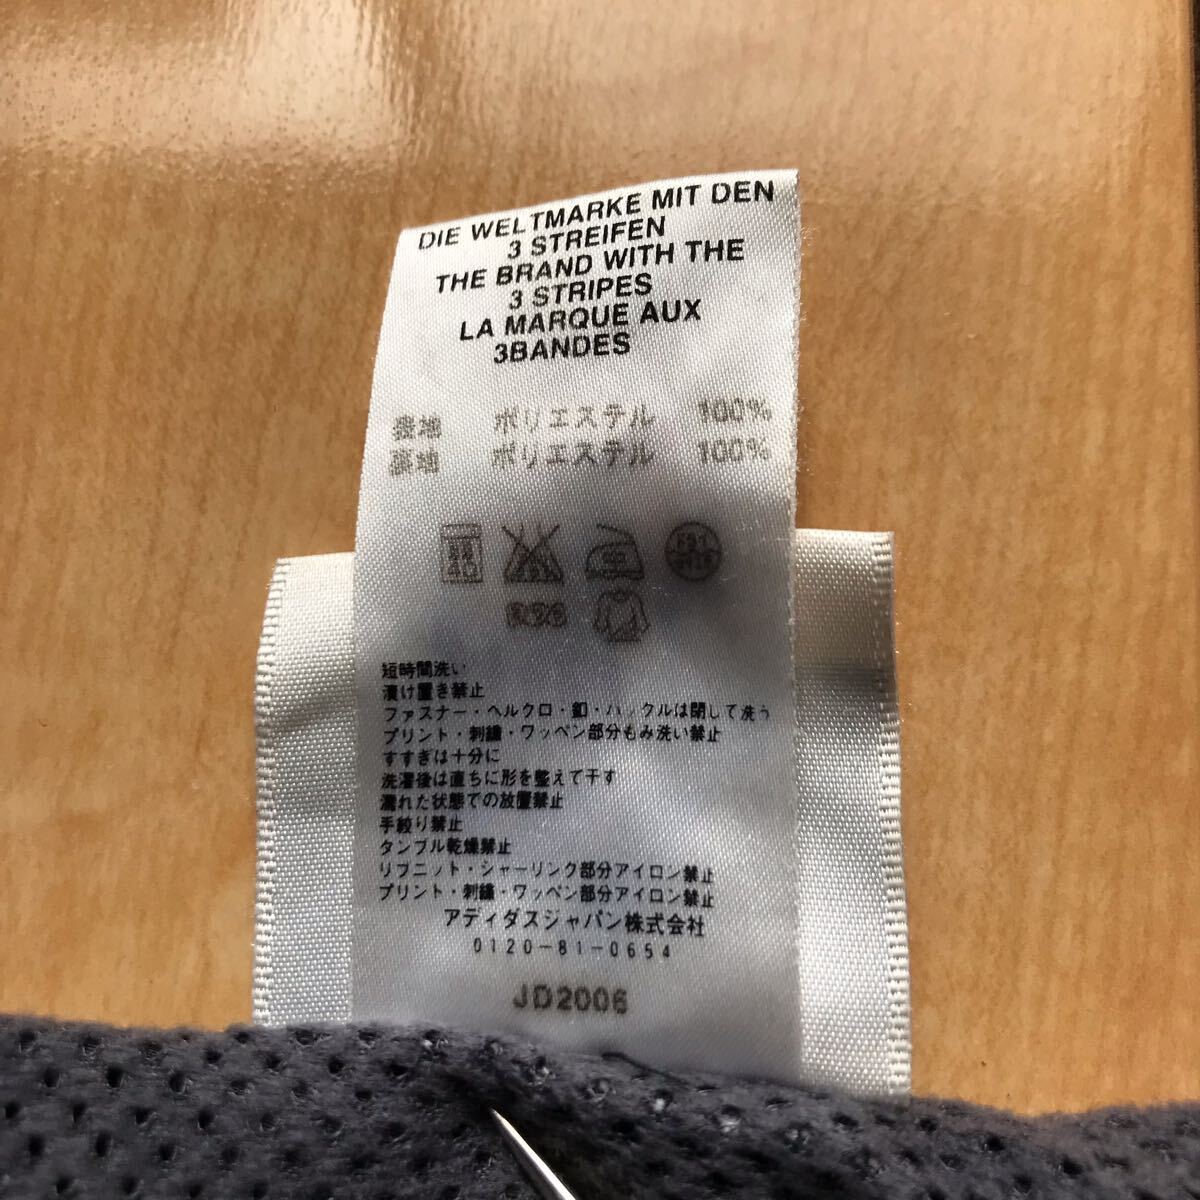 DIE WELTMARKE MIT DEN
3 STREIFEN
THE BRAND WITH THE
3 STRIPES
LA MARQUE AUX
3BANDES
表地 ポリエステル 100%
裏地 ポリエステル 100%
40
短時間洗い
漬け置き禁止
ファスナー・ベルクロ・釦・バックルは閉して洗う
プリント・刺繍・ワッペン部分もみ洗い禁止
すすぎは十分に
洗濯後は直ちに形を整えて干す
濡れた状態での放置禁止
手絞り禁止
タンブル乾燥禁止
リブニット・シャーリング部分アイロン禁止
プリント・刺繍・ワッペン部分アイロン禁止
アディダスジャパン株式会社
0120-81-0654
JD2006